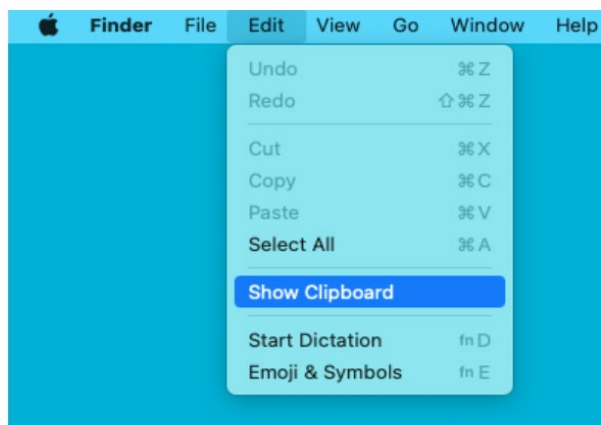 Finder File Edit View Go Window Help
Undo ⌘Z
Redo ⇧⌘Z
Cut ⌘X
Copy ⌘C
Paste ⌘V
Select All ⌘A
Show Clipboard
Start Dictation fn D
Emoji & Symbols fn E